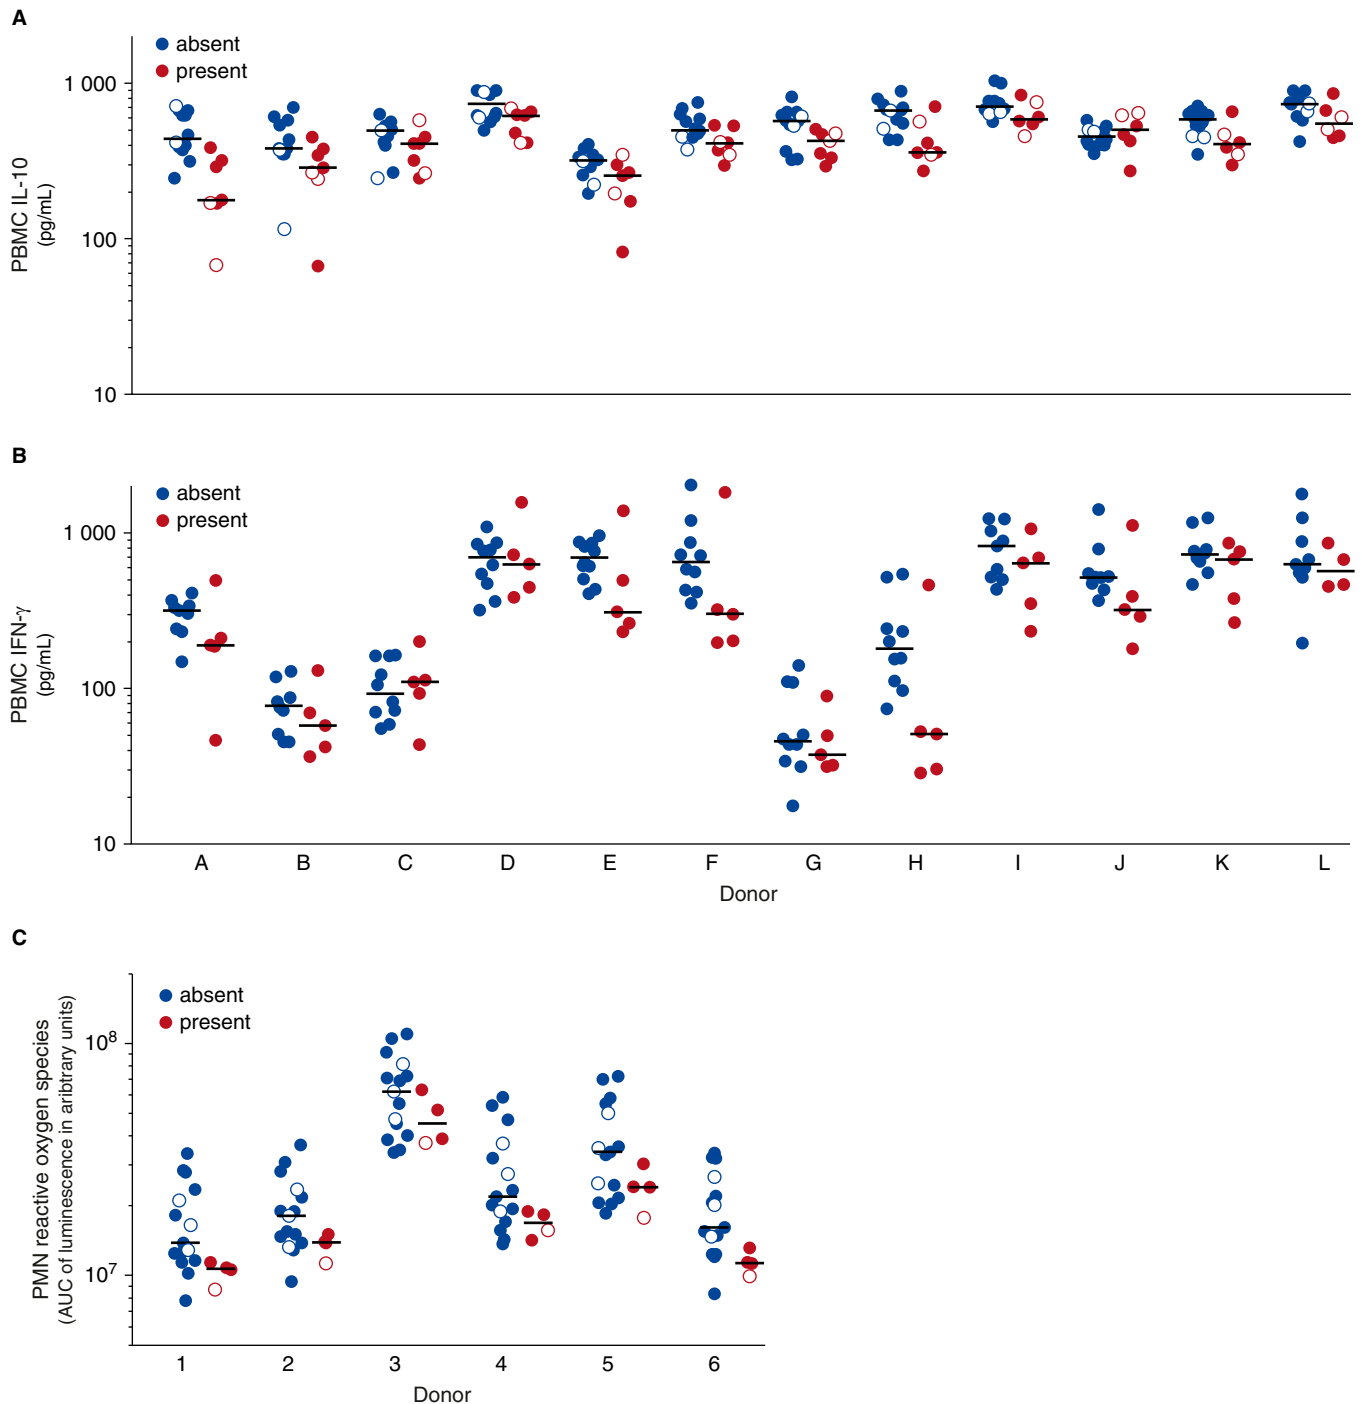 A
absent
present
1 000
100
10
PBMC IL-10
(pg/mL)
B
absent
present
1 000
100
10
PBMC IFN-γ
(pg/mL)
A B C D E F G H I J K L
Donor
C
absent
present
10⁸
10⁷
PMN reactive oxygen species
(AUC of luminescence in aribtrary units)
1 2 3 4 5 6
Donor